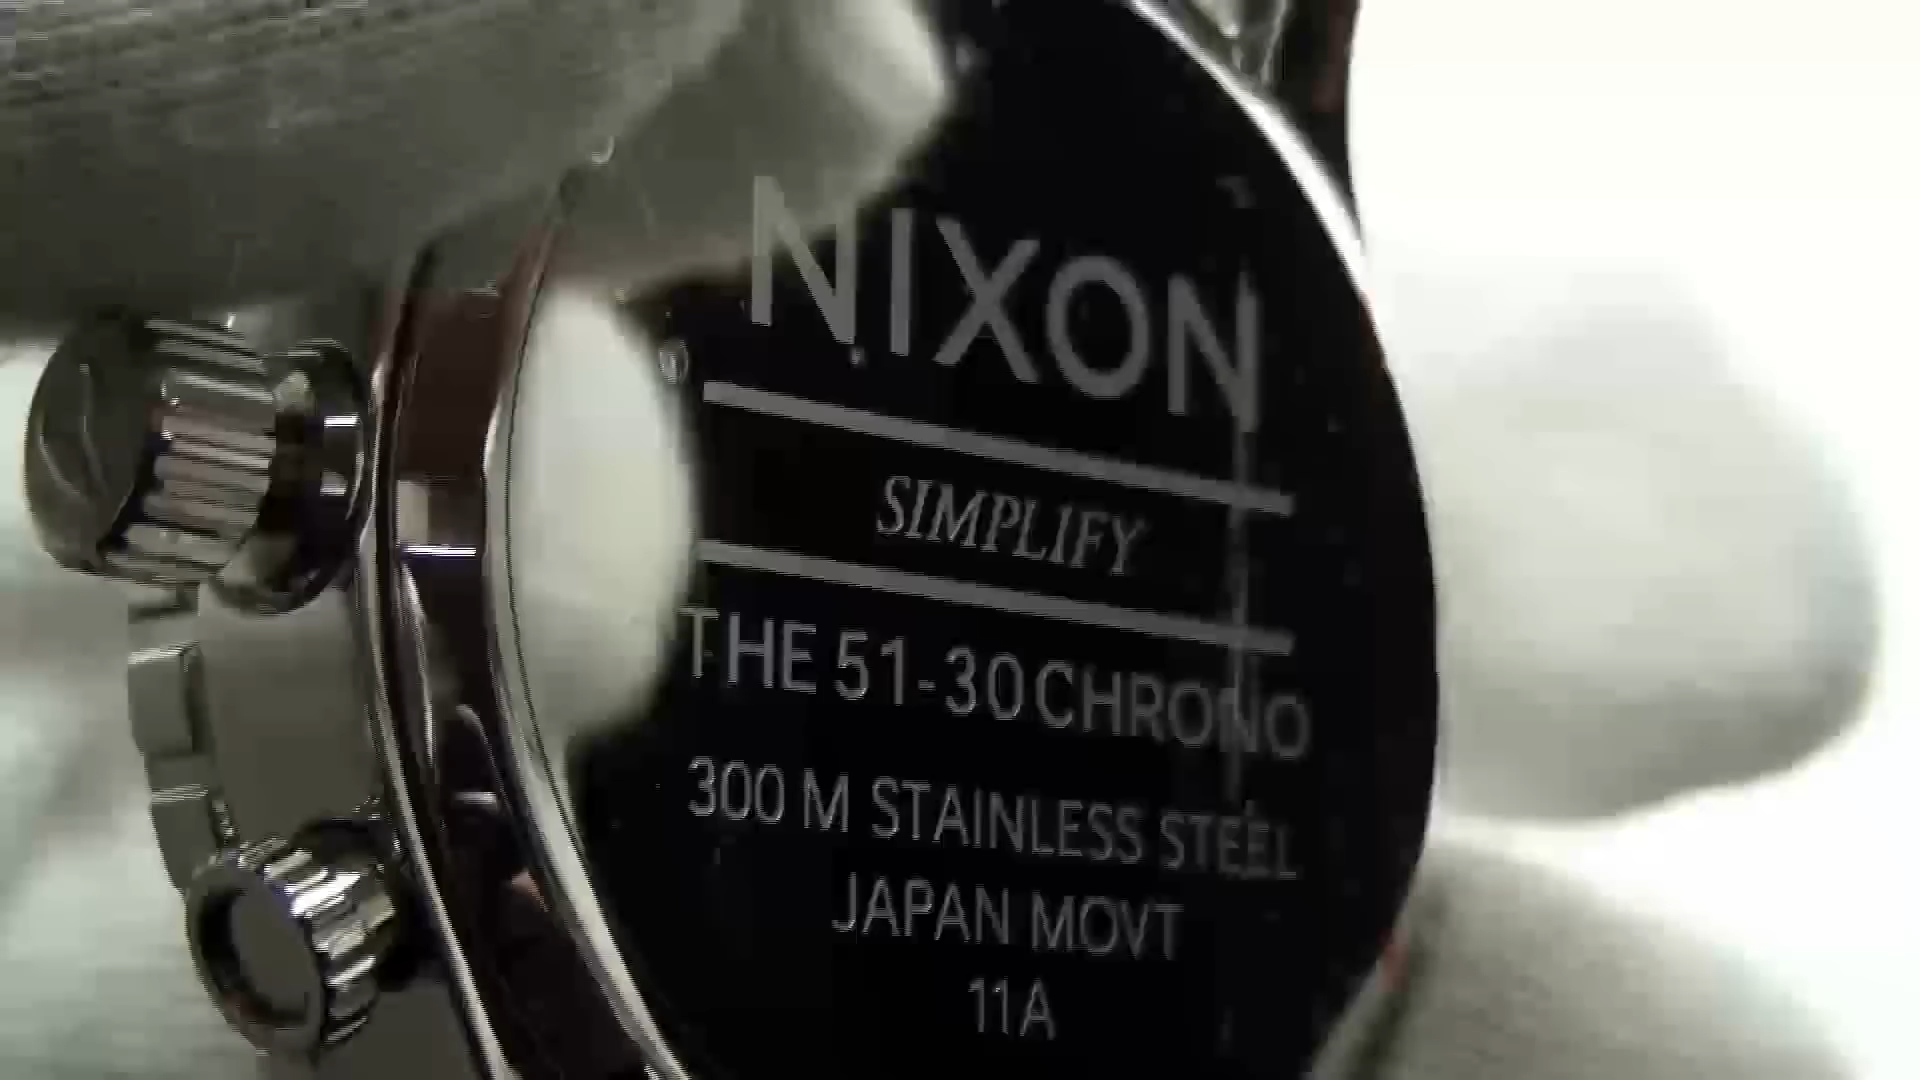 NIXON
SIMPLIFY
THE 51-30 CHRONO
300 M STAINLESS STEEL
JAPAN MOVT
11A